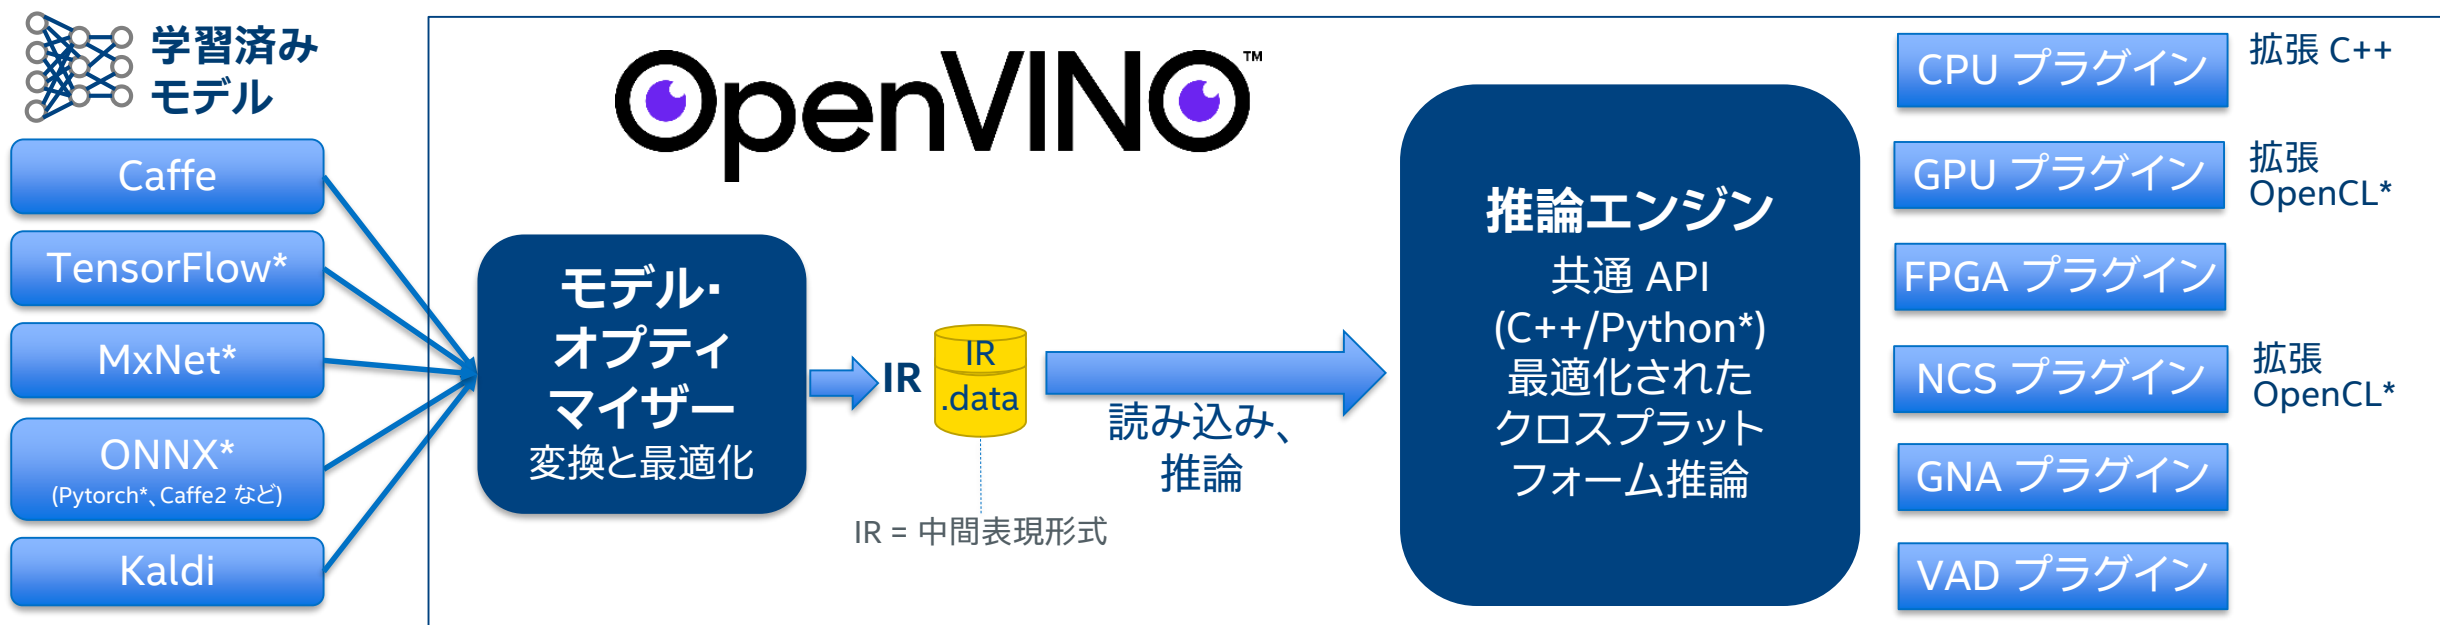 学習済み
モデル
Caffe
TensorFlow*
MxNet*
ONNX*
(Pytorch*、Caffe2 など)
Kaldi
OpenVINO™
モデル・
オプティ
マイザー
変換と最適化
IR
IR
.data
IR = 中間表現形式
読み込み、
推論
推論エンジン
共通 API
(C++/Python*)
最適化された
クロスプラット
フォーム推論
CPU プラグイン
拡張 C++
GPU プラグイン
拡張
OpenCL*
FPGA プラグイン
NCS プラグイン
拡張
OpenCL*
GNA プラグイン
VAD プラグイン